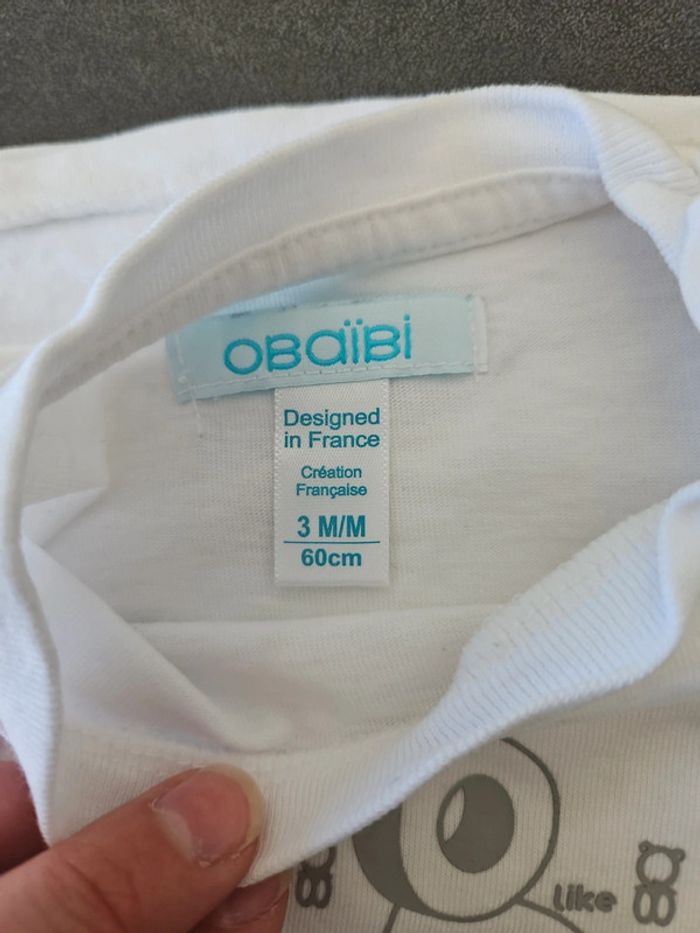 OBaïBi
Designed
in France
Création
Française
3 M/M
60cm
like